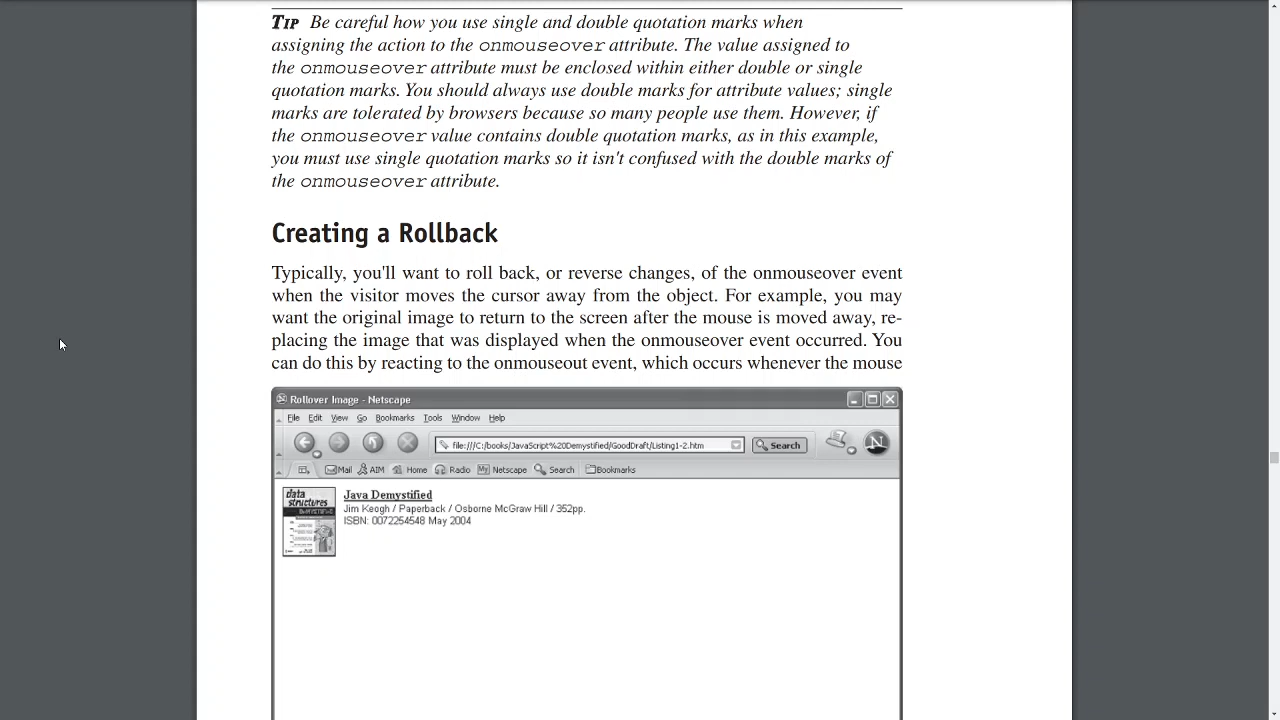 TIP Be careful how you use single and double quotation marks when
assigning the action to the onmouseover attribute. The value assigned to
the onmouseover attribute must be enclosed within either double or single
quotation marks. You should always use double marks for attribute values; single
marks are tolerated by browsers because so many people use them. However, if
the onmouseover value contains double quotation marks, as in this example,
you must use single quotation marks so it isn't confused with the double marks of
the onmouseover attribute.
Creating a Rollback
Typically, you'll want to roll back, or reverse changes, of the onmouseover event
when the visitor moves the cursor away from the object. For example, you may
want the original image to return to the screen after the mouse is moved away, re-
placing the image that was displayed when the onmouseover event occurred. You
can do this by reacting to the onmouseout event, which occurs whenever the mouse
Rollover Image - Netscape
File Edit View Go Bookmarks Tools Window Help
file:///C:/books/JavaScript%20Demystified/GoodDraft/Listing1-2.htm Search N
Mail AIM Home Radio My Netscape Search Bookmarks
data
structures
DEMYSTIFIED
Java Demystified
Jim Keogh / Paperback / Osborne McGraw Hill / 352pp.
ISBN: 0072254548 May 2004